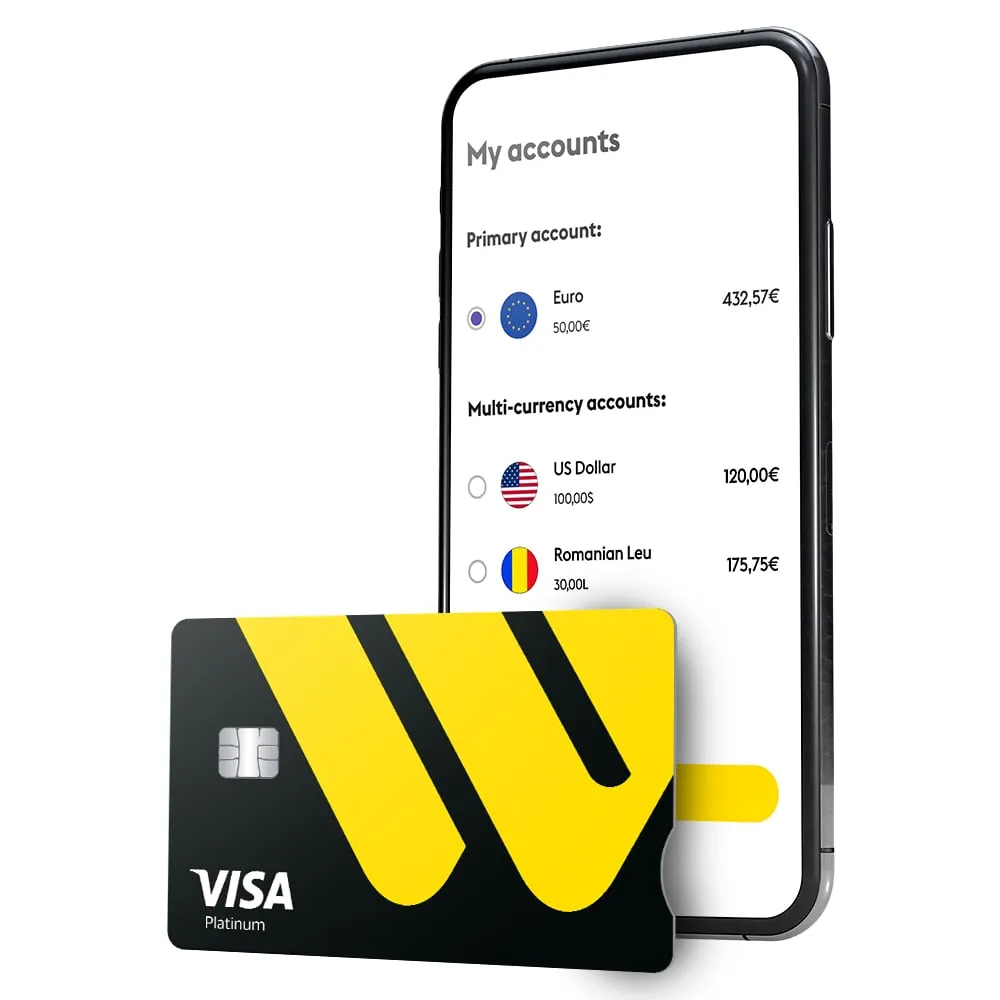 My accounts
Primary account:
Euro
432,57€
50,00€
Multi-currency accounts:
US Dollar
120,00€
100,00$
Romanian Leu
175,75€
30,00L
VISA
Platinum